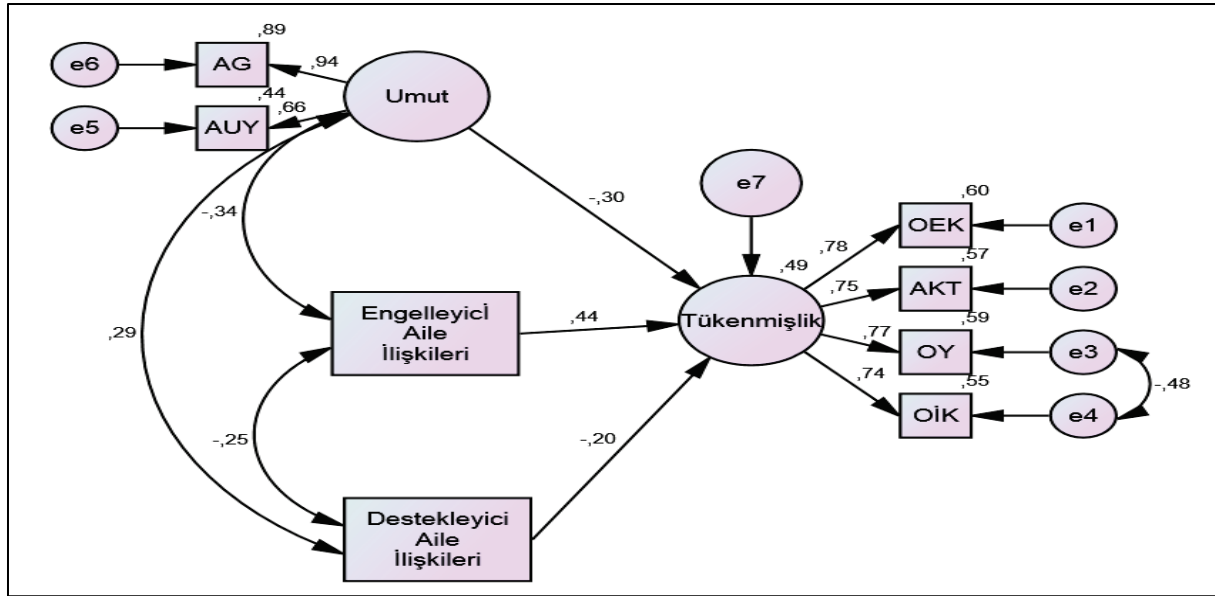 ,89
e6
AG
,94
Umut
,44
e5
AUY
,66
-,34
,29
-,30
e7
,60
OEK
e1
,78
,49
,57
AKT
e2
,75
Engelleyicİ
Aile
İlişkileri
,44
Tükenmişlik
,59
OY
e3
,77
,74
,55
OİK
e4
-,48
-,25
-,20
Destekleyici
Aile
İlişkileri